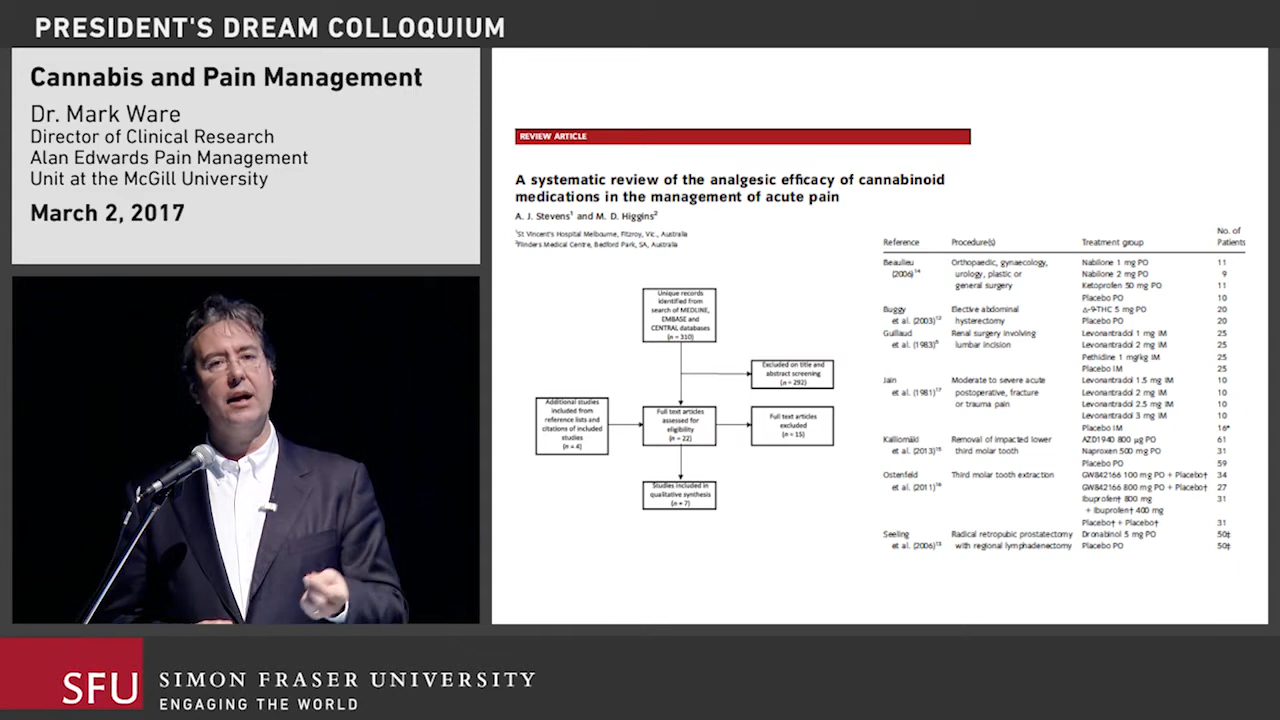 PRESIDENT'S DREAM COLLOQUIUM
Cannabis and Pain Management
Dr. Mark Ware
Director of Clinical Research
Alan Edwards Pain Management
Unit at the McGill University
March 2, 2017
REVIEW ARTICLE
A systematic review of the analgesic efficacy of cannabinoid
medications in the management of acute pain
A. J. Stevens¹ and M. D. Higgins²
¹St Vincent's Hospital Melbourne, Fitzroy, Vic., Australia
²Flinders Medical Centre, Bedford Park, SA, Australia
Unique records
identified from
search of MEDLINE,
EMBASE and
CENTRAL databases
(n = 310)
Excluded on title and
abstract screening
(n = 292)
Additional studies
included from
reference lists and
citations of included
studies
(n = 4)
Full text articles
assessed for
eligibility
(n = 22)
Full text articles
excluded
(n = 15)
Studies included in
qualitative synthesis
(n = 7)
No. of
Reference Procedure(s) Treatment group Patients
Beaulieu Orthopaedic, gynaecology, Nabilone 1 mg PO 11
(2006)¹⁴ urology, plastic or Nabilone 2 mg PO 9
general surgery Ketoprofen 50 mg PO 11
Placebo PO 10
Buggy Elective abdominal Δ-9-THC 5 mg PO 20
et al. (2003)¹² hysterectomy Placebo PO 20
Guillaud Renal surgery involving Levonantradol 1 mg IM 25
et al. (1983) lumbar incision Levonantradol 2 mg IM 25
Pethidine 1 mg/kg IM 25
Placebo IM 25
Jain Moderate to severe acute Levonantradol 1.5 mg IM 10
et al. (1981)¹⁷ postoperative, fracture Levonantradol 2 mg IM 10
or trauma pain Levonantradol 2.5 mg IM 10
Levonantradol 3 mg IM 10
Placebo IM 16*
Kalliomäki Removal of impacted lower AZD1940 800 µg PO 61
et al. (2013)¹⁵ third molar tooth Naproxen 500 mg PO 31
Placebo PO 59
Ostenfeld Third molar tooth extraction GW842166 100 mg PO + Placebo† 34
et al. (2011)¹⁶ GW842166 800 mg PO + Placebo† 27
Ibuprofen† 800 mg 31
+ Ibuprofen† 400 mg
Placebo† + Placebo† 31
Seeling Radical retropubic prostatectomy Dronabinol 5 mg PO 50‡
et al. (2006)¹³ with regional lymphadenectomy Placebo PO 50‡
SFU SIMON FRASER UNIVERSITY
ENGAGING THE WORLD